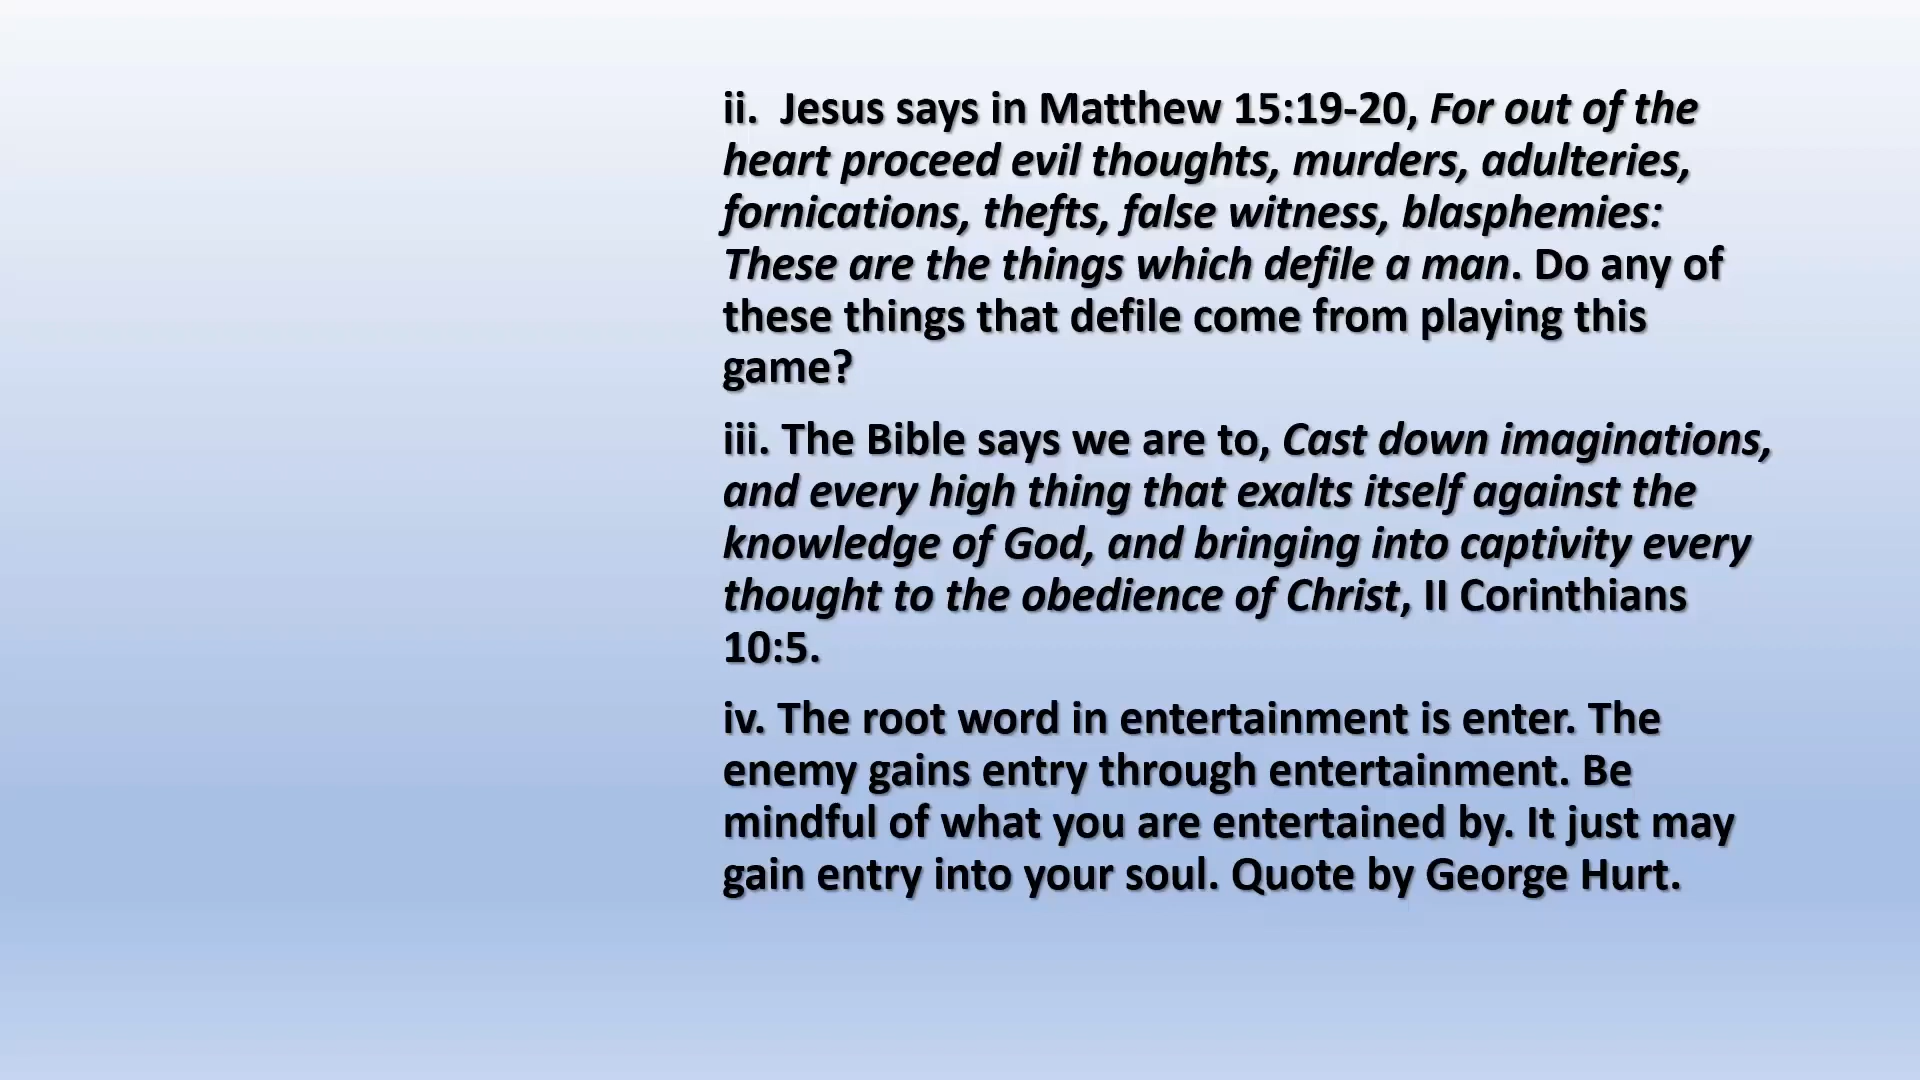 ii.  Jesus says in Matthew 15:19-20, For out of the
heart proceed evil thoughts, murders, adulteries,
fornications, thefts, false witness, blasphemies:
These are the things which defile a man. Do any of
these things that defile come from playing this
game?
iii. The Bible says we are to, Cast down imaginations,
and every high thing that exalts itself against the
knowledge of God, and bringing into captivity every
thought to the obedience of Christ, II Corinthians
10:5.
iv. The root word in entertainment is enter. The
enemy gains entry through entertainment. Be
mindful of what you are entertained by. It just may
gain entry into your soul. Quote by George Hurt.